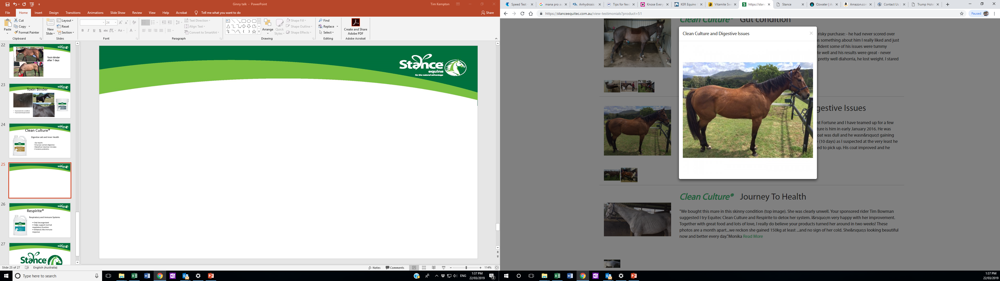 Ginny talk - PowerPoint
Tim Kempton
File Home Insert Design Transitions Animations Slide Show Review View Help Acrobat Tell me what you want to do Share
Paste
Cut
Copy
Format Painter
Clipboard
New Slide
Layout
Reset
Section
Slides
24
Font
Text Direction
Align Text
Convert to SmartArt
Paragraph
Arrange
Quick Styles
Shape Fill
Shape Outline
Shape Effects
Drawing
Find
Replace
Select
Editing
Create and Share Adobe PDF
Adobe Acrobat
22
Stance
Toxin Binder
after 7 days
23
Stance
Toxin Binder
• Improved skin condition
• Improved temperament
24
Stance
Clean Culture®
Digestive aid and Inner Health
- Gut health
• Improve nutrient digestion
• Beneficial intestinal microbes
• Contains prebiotics
25
Stance
26
Stance
Respirite®
Respiratory and Immune Systems
• Oral decongestant
• Helps support normal
respiratory function
• Enhances the immune
response
27
Stance
Stance
Stance
equine
for the natural advantage
Slide 25 of 27 English (Australia)
Notes Comments 114%
Type here to search
ENG
1:37 PM
22/03/2019
2
Speed Test - mana pro au Anhydrosis - Tips for feed Knose Every KER Equine Vitamite Swe https://stanc Stance Ozwater | Au Amazon.com Contact Us | Trump Hote
https://stanceequitec.com.au/view-testimonials?product=51
Paused
Clean Culture® Gut condition
risky purchase: - he had never scored over
s something about him I really liked and just
nfident some of his issues were tummy
te well and his results were great - never
pretty well diahorria, he lost weight. I stared
Clean Culture and Digestive Issues
gestive Issues
nt Fortune and I have teamed up for a few
ture is him in early January 2016. He was
oat was dull and he wasn&rsquo;t gaining
e (10 days) as I suspected at the very least he
ed to pick up. His coat improved and he
Clean Culture® Journey To Health
"We bought this mare in this skinny condition (top image). She was clearly unwell. Your sponsored rider Tim Bowman
suggested I try Equitec Clean Culture and Respirite to detox her system. I&rsquo;m very happy with her improvement.
Together with great food and lots of love, I really do believe your products turned her around in two weeks! These
photos are a month apart...we reckon she gained 150kg at least ...and no sign of her cold. She&rsquo;s looking beautiful
now and better every day."Monika Read More
1:37 PM
22/03/2019